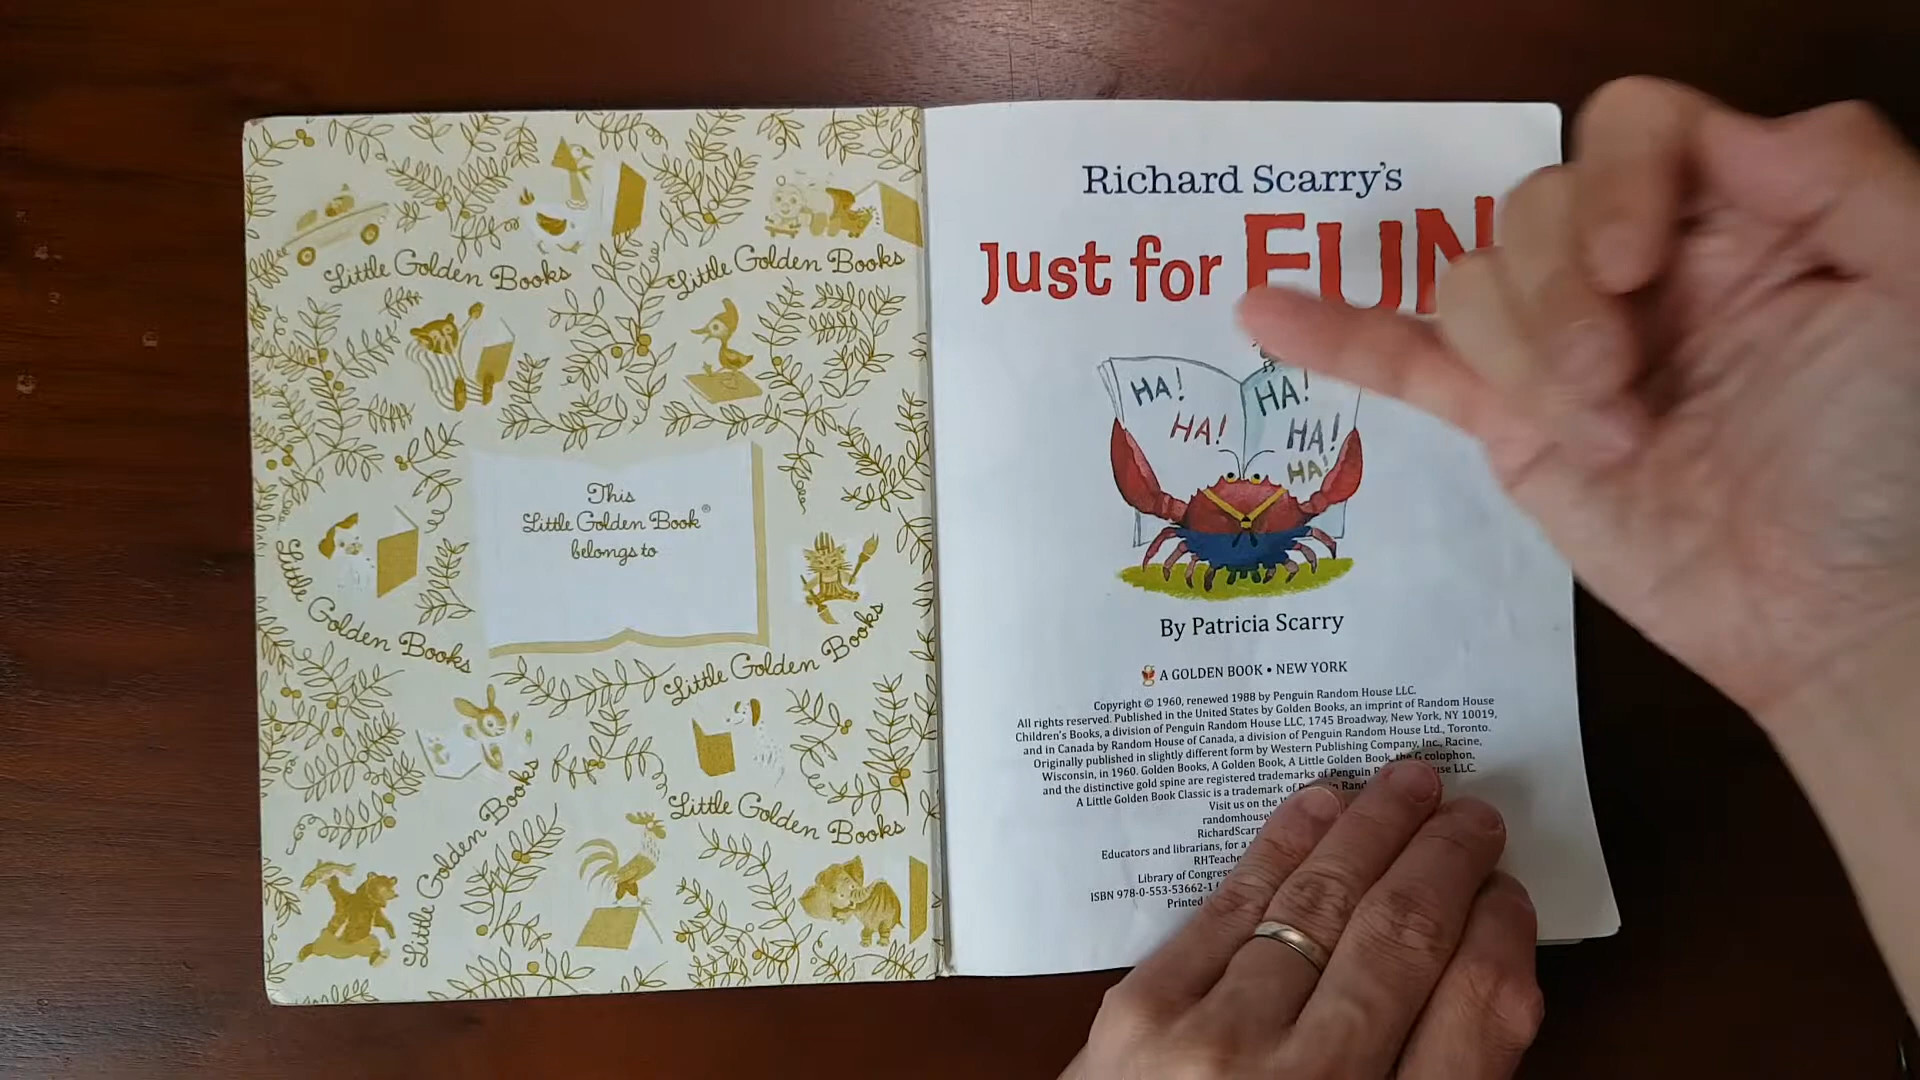 Little Golden Books
Little Golden Books
This
Little Golden Book®
belongs to
Little Golden Books
Little Golden Books
Little Golden Books
Little Golden Books
Richard Scarry's
Just for FUN
HA!
HA!
HA!
HA!
HA!
By Patricia Scarry
A GOLDEN BOOK • NEW YORK
Copyright © 1960, renewed 1988 by Penguin Random House LLC.
All rights reserved. Published in the United States by Golden Books, an imprint of Random House
Children's Books, a division of Penguin Random House LLC, 1745 Broadway, New York, NY 10019,
and in Canada by Random House of Canada, a division of Penguin Random House Ltd., Toronto.
Originally published in slightly different form by Western Publishing Company, Inc., Racine,
Wisconsin, in 1960. Golden Books, A Golden Book, A Little Golden Book, the G colophon,
and the distinctive gold spine are registered trademarks of Penguin LLC.
A Little Golden Book Classic is a trademark of
Visit us on the
Educators and librarians, for a
Library of Congress
ISBN 978-0-553-53662-1
Printed